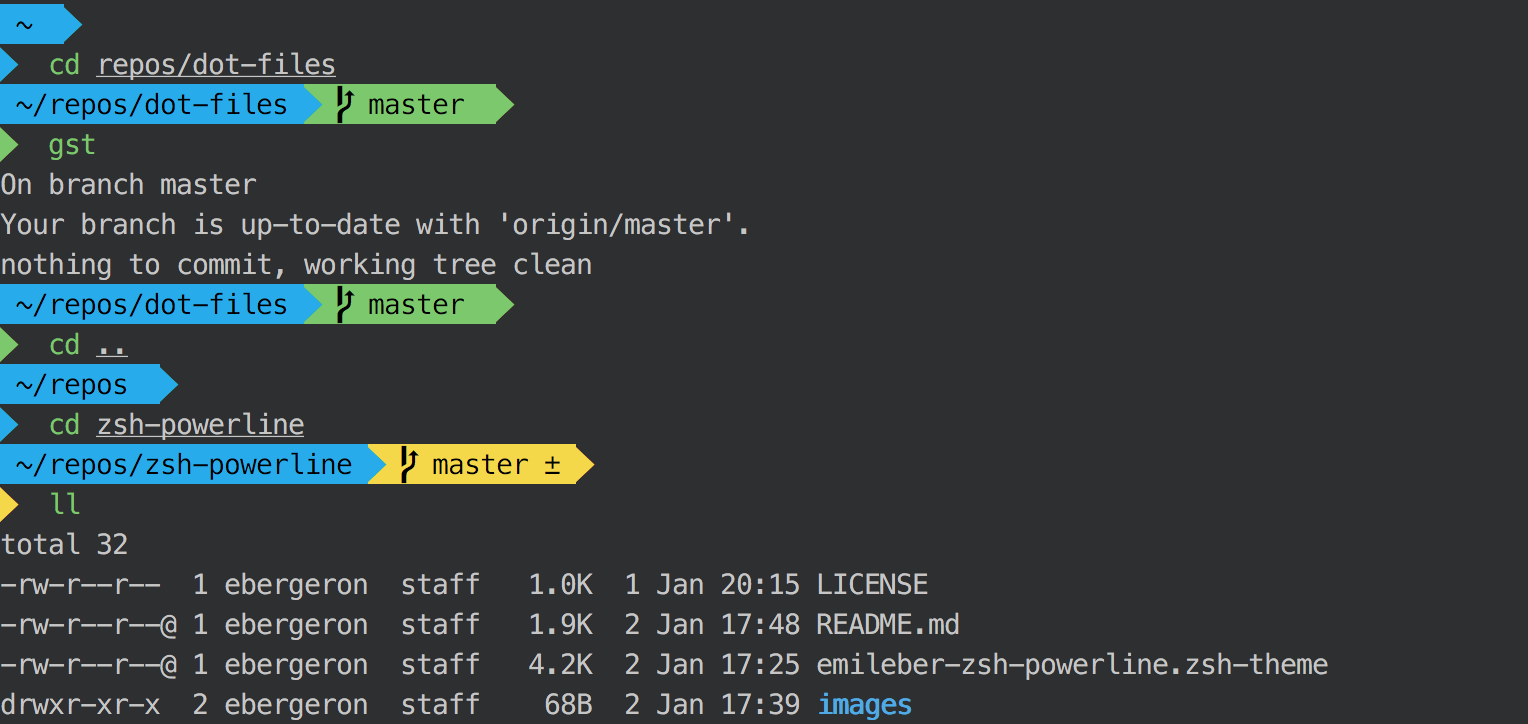 ~
cd repos/dot-files
~/repos/dot-files master
gst
On branch master
Your branch is up-to-date with 'origin/master'.
nothing to commit, working tree clean
~/repos/dot-files master
cd ..
~/repos
cd zsh-powerline
~/repos/zsh-powerline master ±
ll
total 32
-rw-r--r--  1 ebergeron  staff   1.0K  1 Jan 20:15 LICENSE
-rw-r--r--@ 1 ebergeron  staff   1.9K  2 Jan 17:48 README.md
-rw-r--r--@ 1 ebergeron  staff   4.2K  2 Jan 17:25 emileber-zsh-powerline.zsh-theme
drwxr-xr-x  2 ebergeron  staff    68B  2 Jan 17:39 images